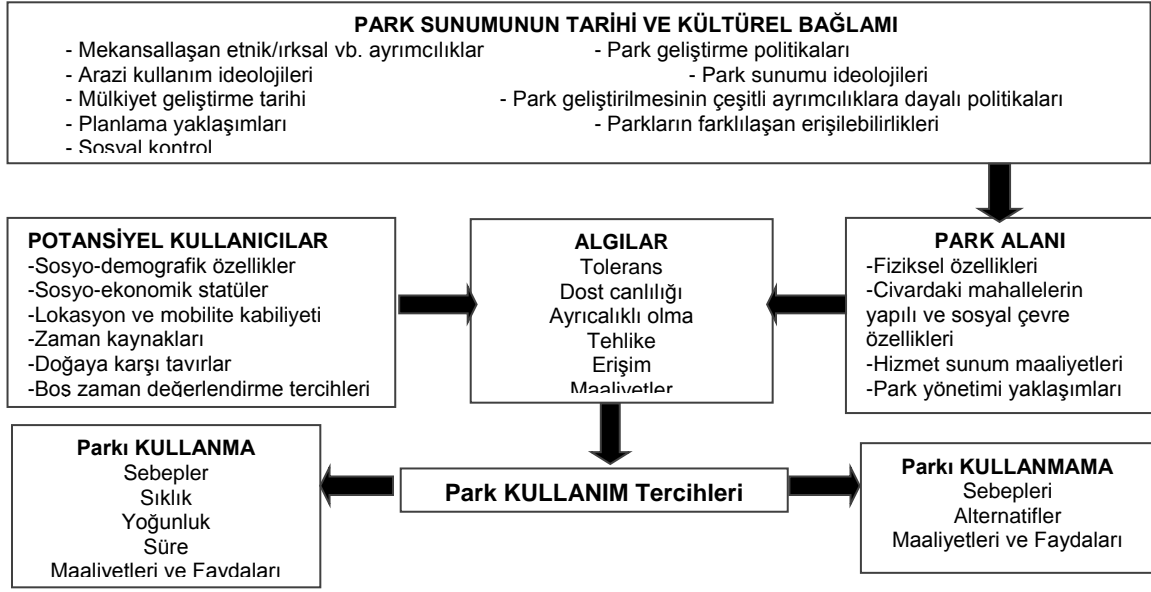 PARK SUNUMUNUN TARİHİ VE KÜLTÜREL BAĞLAMI
- Mekansallaşan etnik/ırksal vb. ayrımcılıklar - Park geliştirme politikaları
- Arazi kullanım ideolojileri - Park sunumu ideolojileri
- Mülkiyet geliştirme tarihi - Park geliştirilmesinin çeşitli ayrımcılıklara dayalı politikaları
- Planlama yaklaşımları - Parkların farklılaşan erişilebilirlikleri
- Sosyal kontrol
POTANSİYEL KULLANICILAR
-Sosyo-demografik özellikler
-Sosyo-ekonomik statüler
-Lokasyon ve mobilite kabiliyeti
-Zaman kaynakları
-Doğaya karşı tavırlar
-Boş zaman değerlendirme tercihleri
ALGILAR
Tolerans
Dost canlılığı
Ayrıcalıklı olma
Tehlike
Erişim
Maaliyetler
PARK ALANI
-Fiziksel özellikleri
-Civardaki mahallelerin
yapılı ve sosyal çevre
özellikleri
-Hizmet sunum maaliyetleri
-Park yönetimi yaklaşımları
Parkı KULLANMA
Sebepler
Sıklık
Yoğunluk
Süre
Maaliyetleri ve Faydaları
Park KULLANIM Tercihleri
Parkı KULLANMAMA
Sebepleri
Alternatifler
Maaliyetleri ve Faydaları